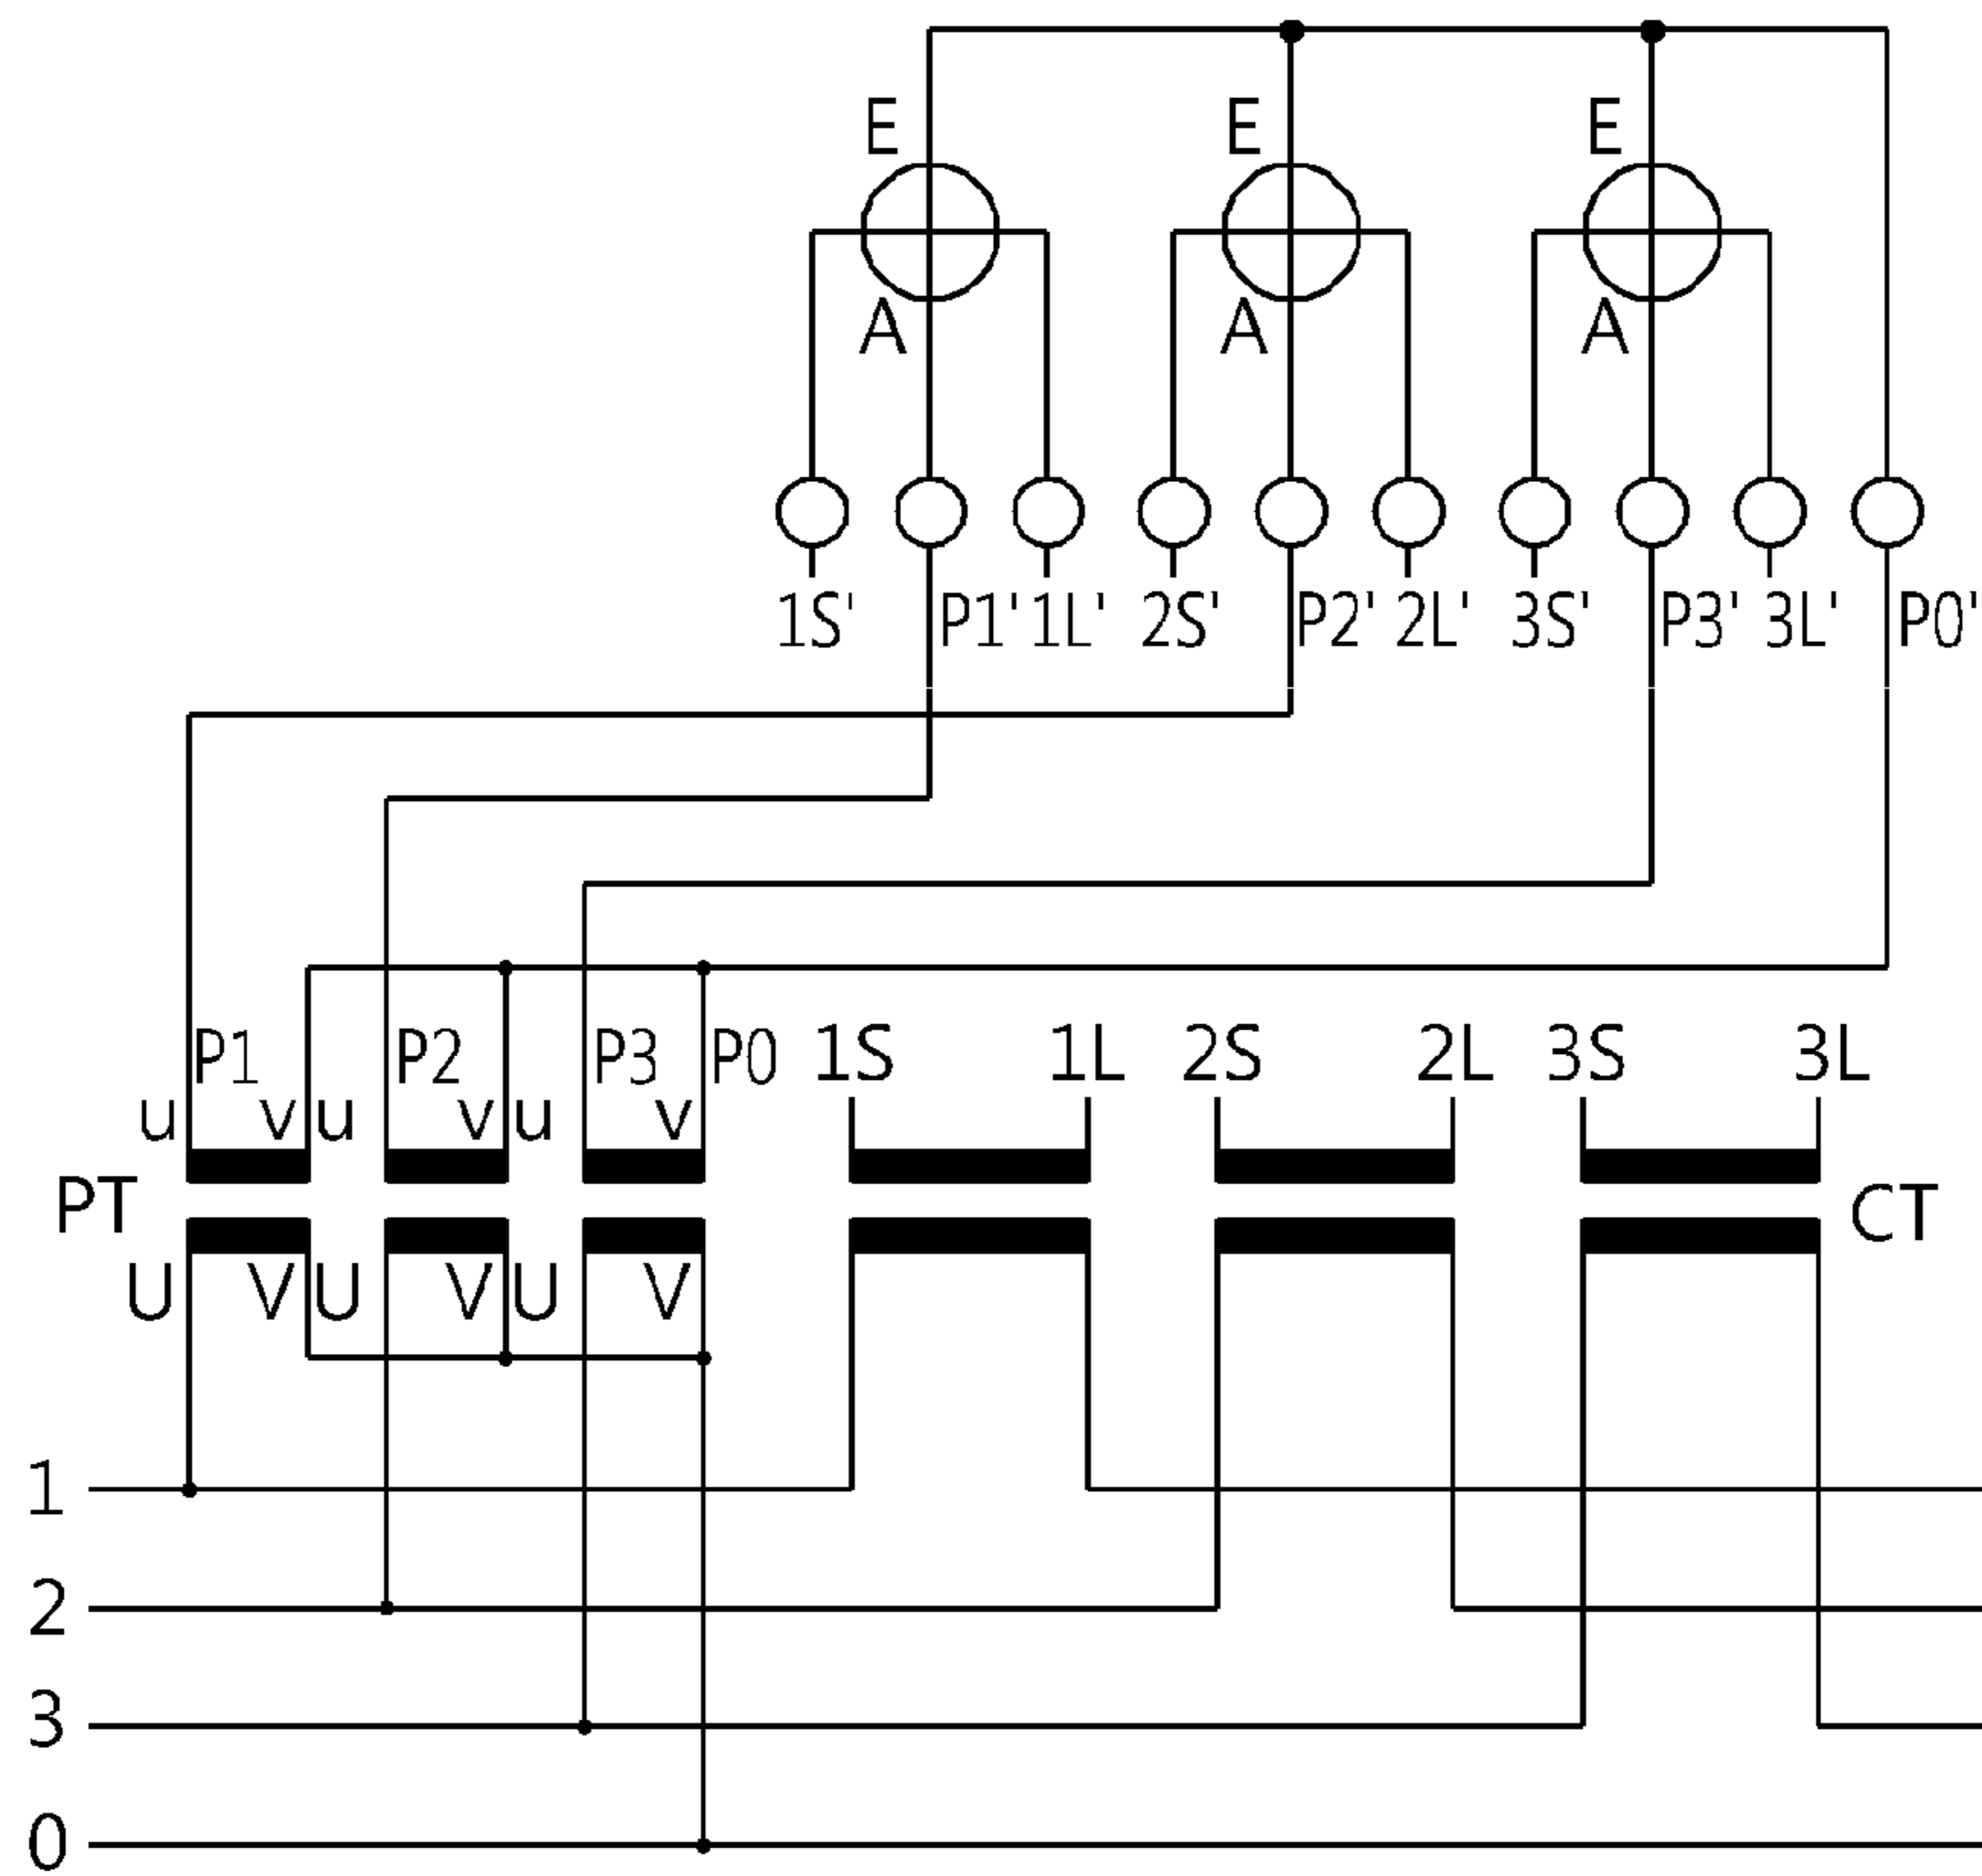 E E E
A A A
1S' P1' 1L' 2S' P2' 2L' 3S' P3' 3L' P0'
P1 P2 P3 P0 1S 1L 2S 2L 3S 3L
u v u v u v
PT CT
U V U V U V
1
2
3
0